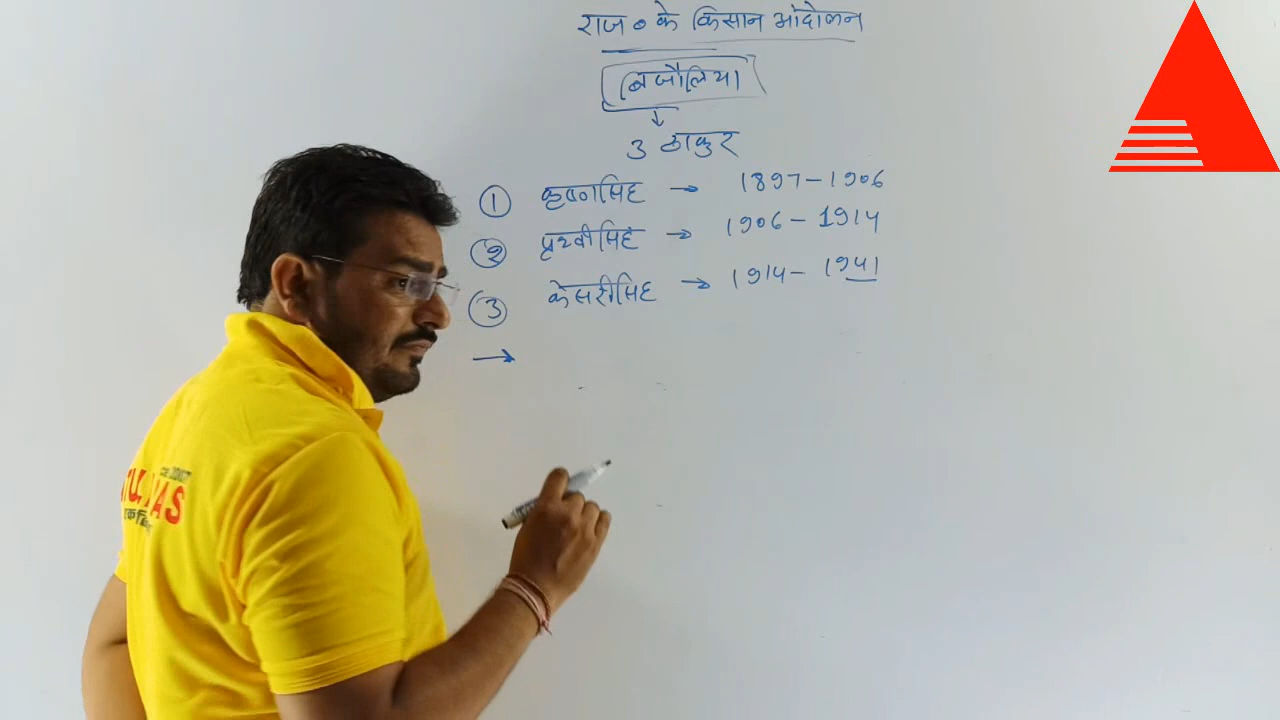 राज० के किसान आंदोलन
बिजौलिया
↓
3 ठाकुर
① कृष्णसिंह → 1897-1906
② पृथ्वीसिंह → 1906-1914
③ केसरीसिंह → 1914-1941
→